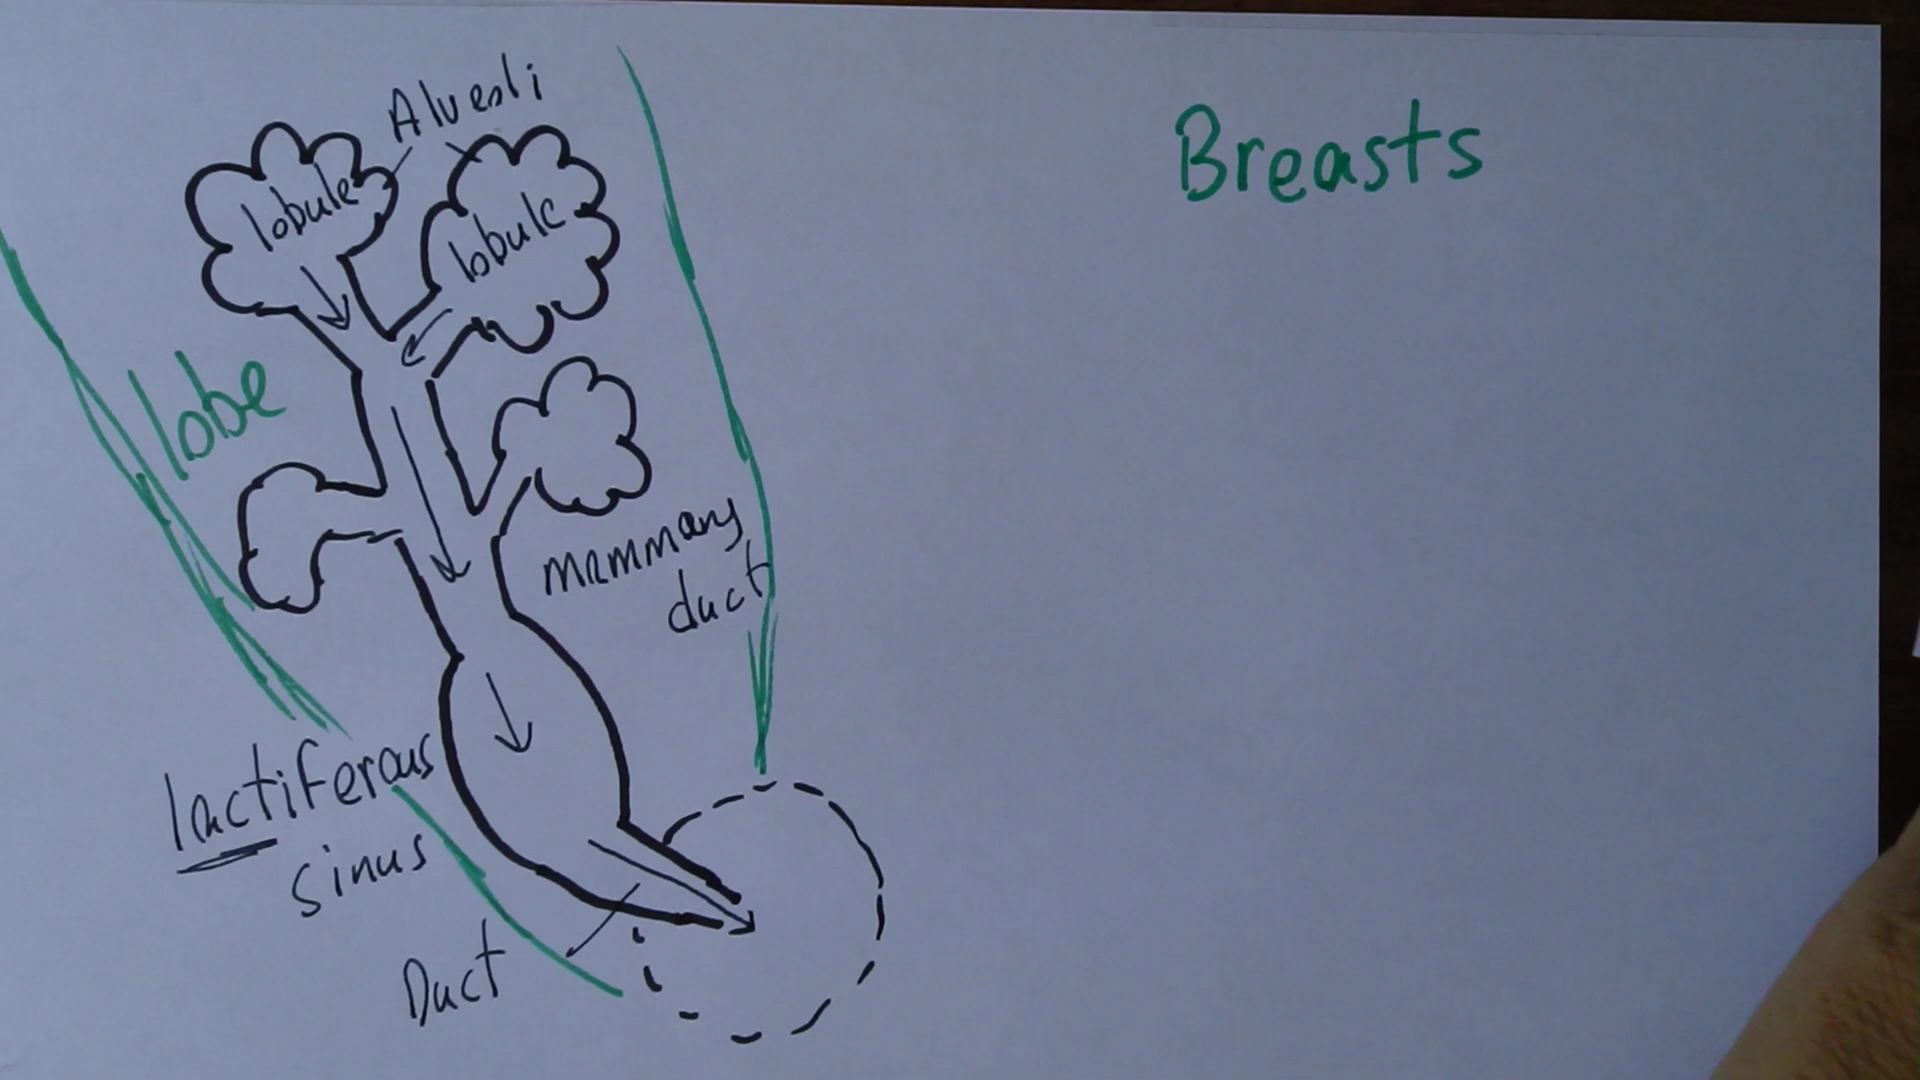 Breasts
Alveoli
lobule
lobule
lobe
mammary
duct
lactiferous
sinus
Duct